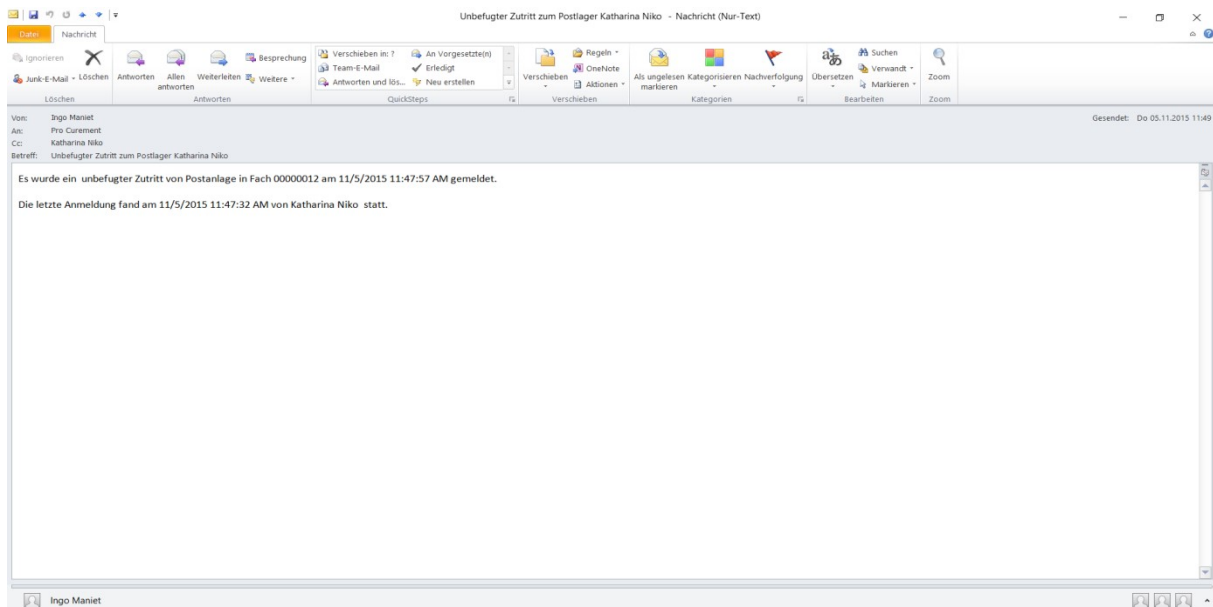 Unbefugter Zutritt zum Postlager Katharina Niko - Nachricht (Nur-Text)
Datei Nachricht
Ignorieren
Junk-E-Mail Löschen
Antworten Allen antworten Weiterleiten
Besprechung
Weitere
Verschieben in: ? An Vorgesetzte(n)
Team-E-Mail Erledigt
Antworten und lös... Neu erstellen
Verschieben
Regeln
OneNote
Aktionen
Als ungelesen markieren Kategorisieren Nachverfolgung
Übersetzen
Suchen
Verwandt
Markieren
Zoom
Löschen Antworten QuickSteps Verschieben Kategorien Bearbeiten Zoom
Von: Ingo Maniet Gesendet: Do 05.11.2015 11:49
An: Pro Curement
Cc: Katharina Niko
Betreff: Unbefugter Zutritt zum Postlager Katharina Niko
Es wurde ein unbefugter Zutritt von Postanlage in Fach 00000012 am 11/5/2015 11:47:57 AM gemeldet.
Die letzte Anmeldung fand am 11/5/2015 11:47:32 AM von Katharina Niko statt.
Ingo Maniet